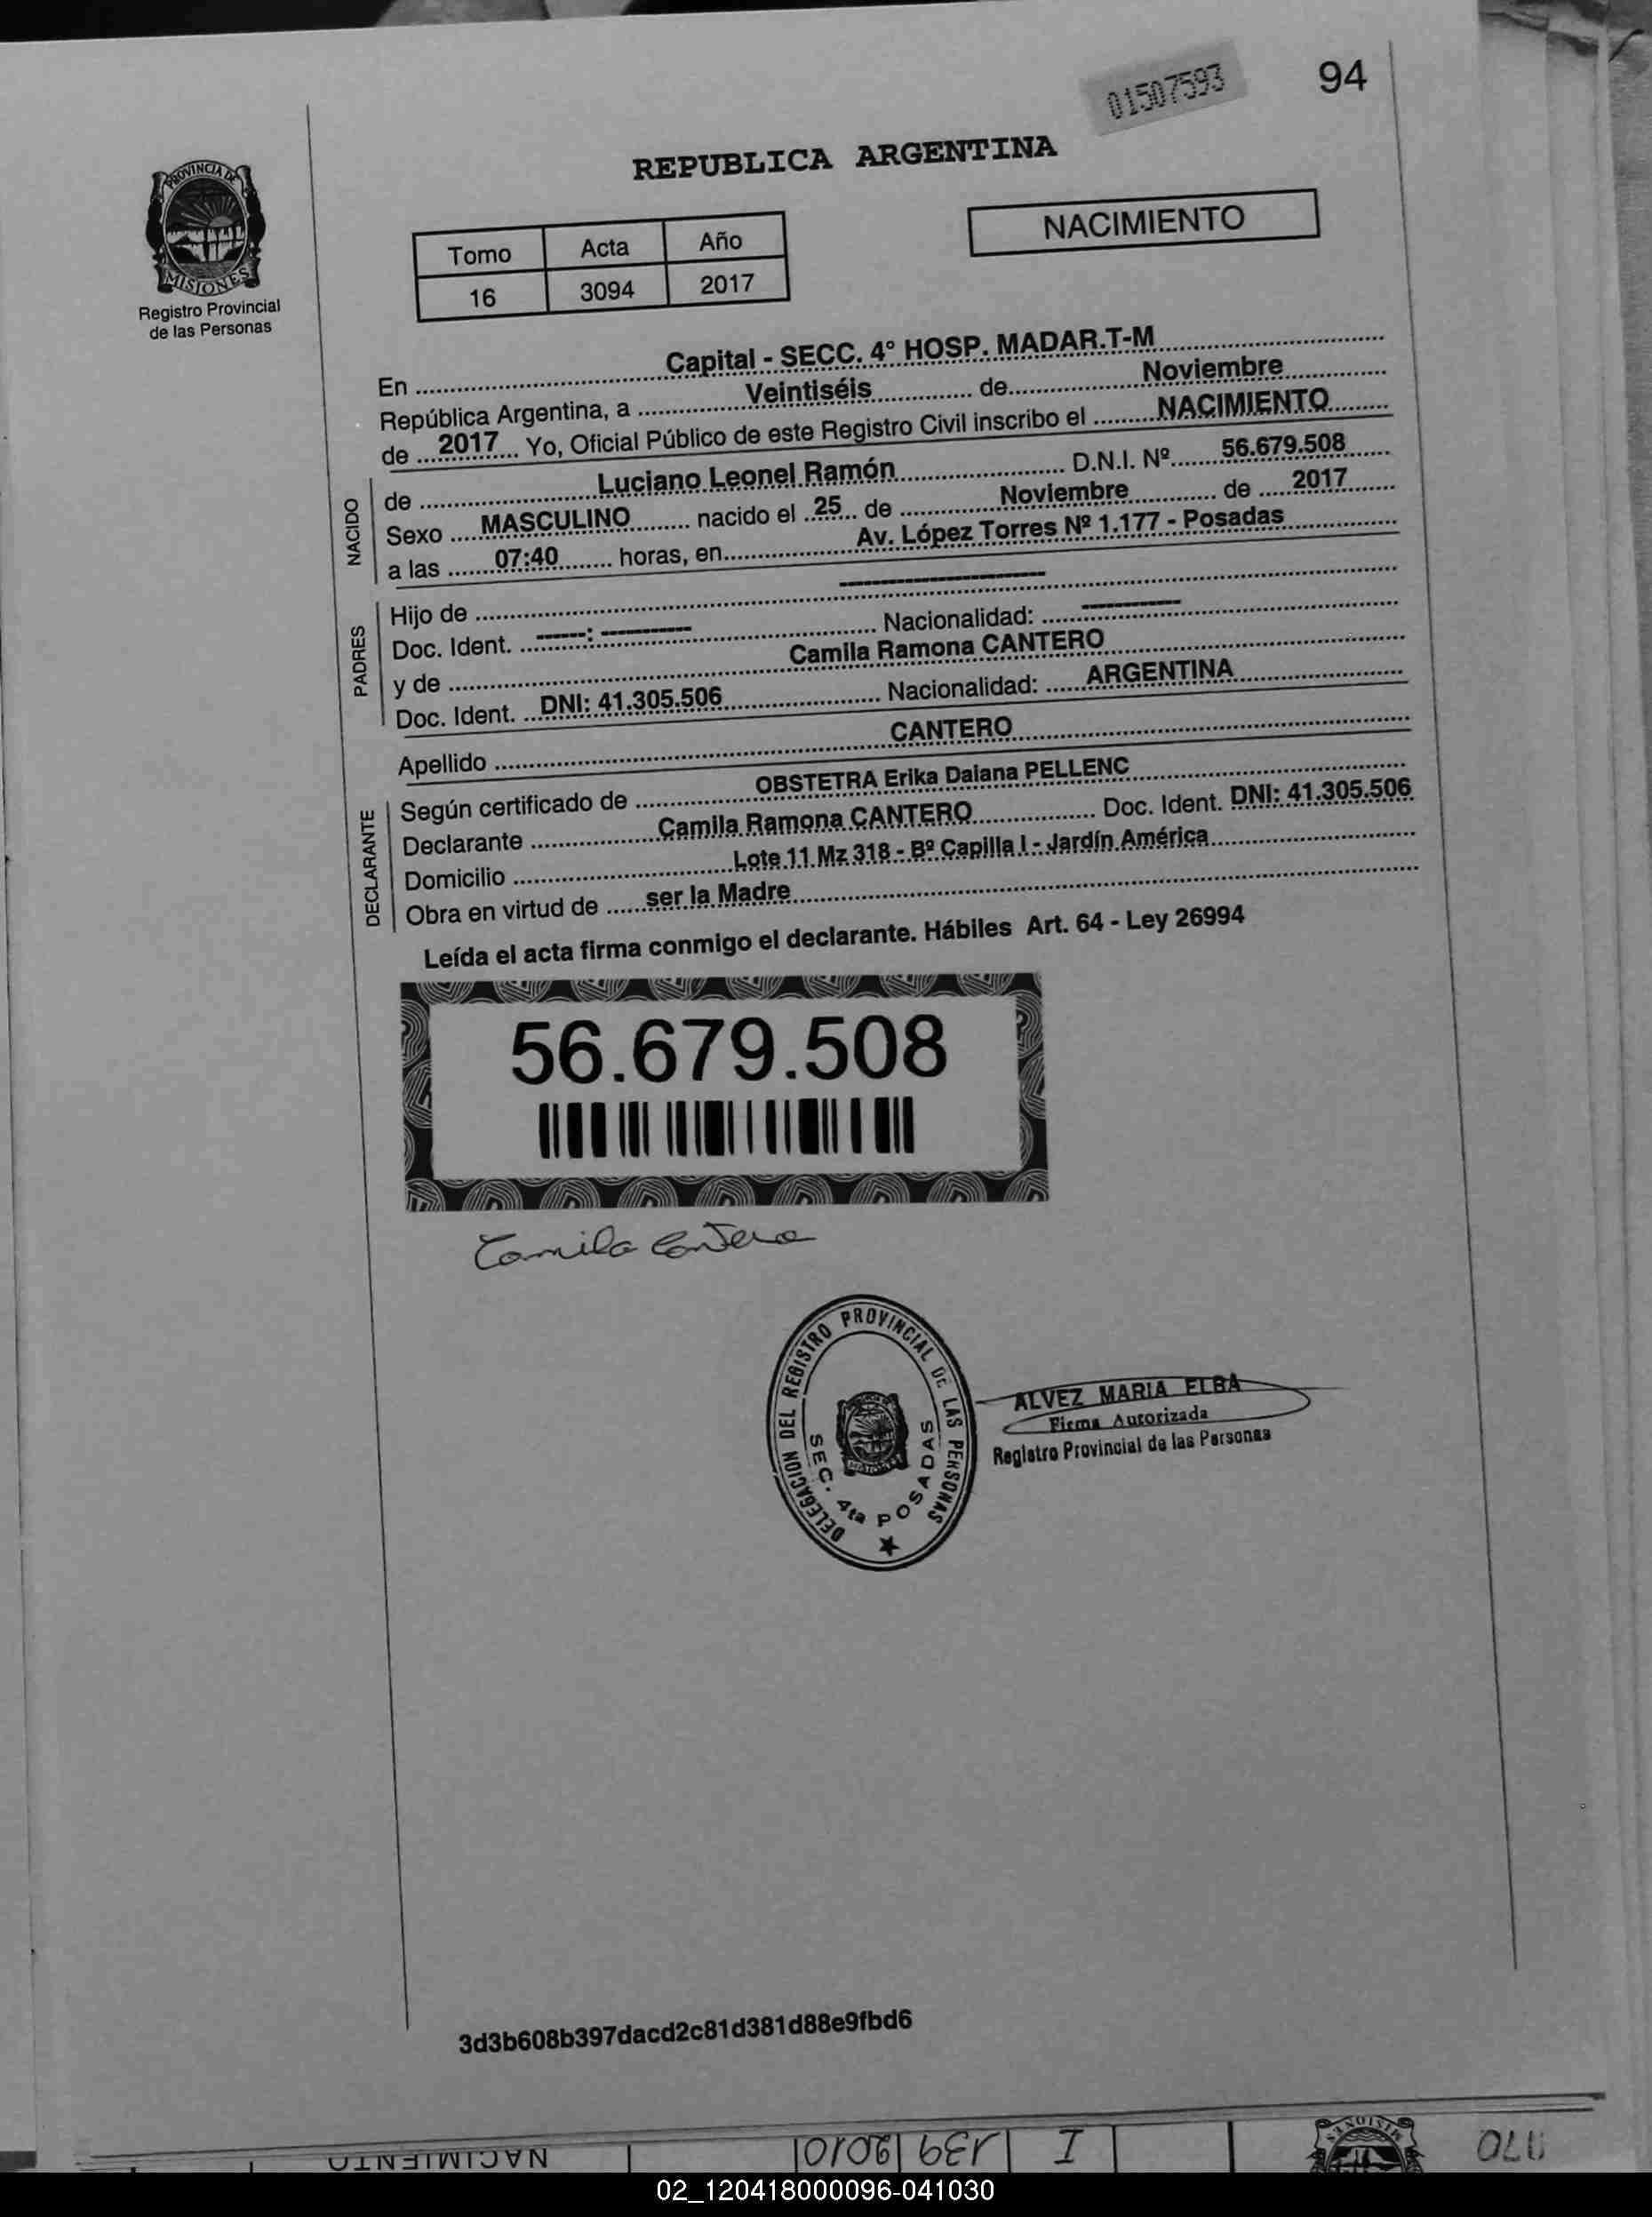 01507593
94
PROVINCIA DE
MISIONES
Registro Provincial
de las Personas
REPUBLICA ARGENTINA
NACIMIENTO
Tomo Acta Año
16 3094 2017
En Capital - SECC. 4° HOSP. MADAR.T-M
República Argentina, a Veintiséis de Noviembre
de 2017 Yo, Oficial Público de este Registro Civil inscribo el NACIMIENTO
NACIDO
de Luciano Leonel Ramón D.N.I. Nº 56.679.508
Sexo MASCULINO nacido el 25 de Noviembre de 2017
a las 07:40 horas, en Av. López Torres Nº 1.177 - Posadas
PADRES
Hijo de ----------
Doc. Ident. ------: ---------- Nacionalidad: ----------
y de Camila Ramona CANTERO
Doc. Ident. DNI: 41.305.506 Nacionalidad: ARGENTINA
Apellido CANTERO
DECLARANTE
Según certificado de OBSTETRA Erika Daiana PELLENC
Declarante Camila Ramona CANTERO Doc. Ident. DNI: 41.305.506
Domicilio Lote 11 Mz 318 - Bº Capilla I - Jardín América
Obra en virtud de ser la Madre
Leída el acta firma conmigo el declarante. Hábiles Art. 64 - Ley 26994
56.679.508
Camila Cantero
DELEGACION DEL REGISTRO PROVINCIAL DE LAS PERSONAS
SEC. 4ta POSADAS
ALVEZ MARIA ELBA
Firma Autorizada
Registro Provincial de las Personas
3d3b608b397dacd2c81d381d88e9fbd6
NACIMIENTO
MISIONES
02_120418000096-041030